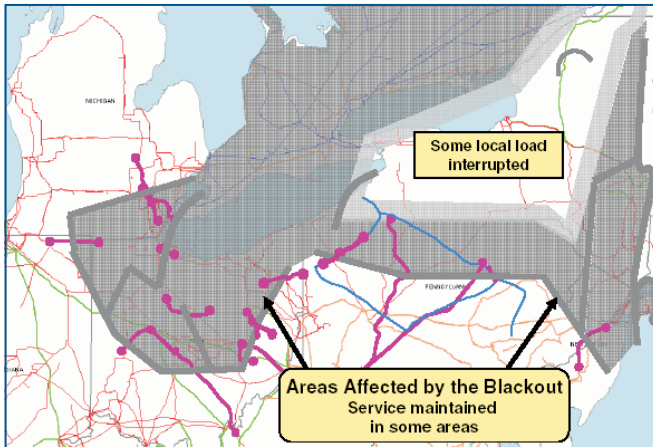 MICHIGAN
Some local load
interrupted
PENNSYLVANIA
Areas Affected by the Blackout
Service maintained
in some areas